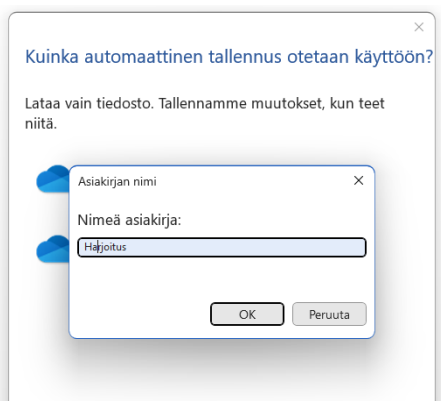 Kuinka automaattinen tallennus otetaan käyttöön?
Lataa vain tiedosto. Tallennamme muutokset, kun teet
niitä.
Asiakirjan nimi
Nimeä asiakirja:
Harjoitus
OK
Peruuta